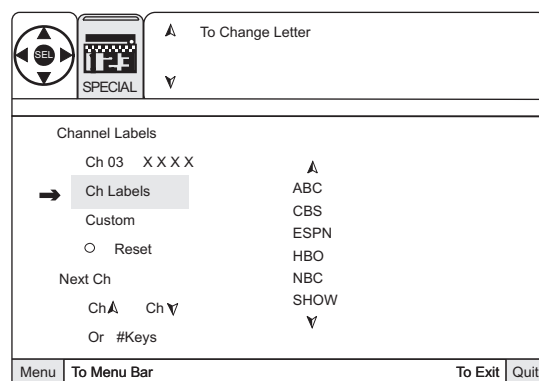 SEL
SPECIAL
To Change Letter
Channel Labels
Ch 03 X X X X
Ch Labels
Custom
Reset
Next Ch
Ch Ch
Or #Keys
ABC
CBS
ESPN
HBO
NBC
SHOW
Menu To Menu Bar To Exit Quit